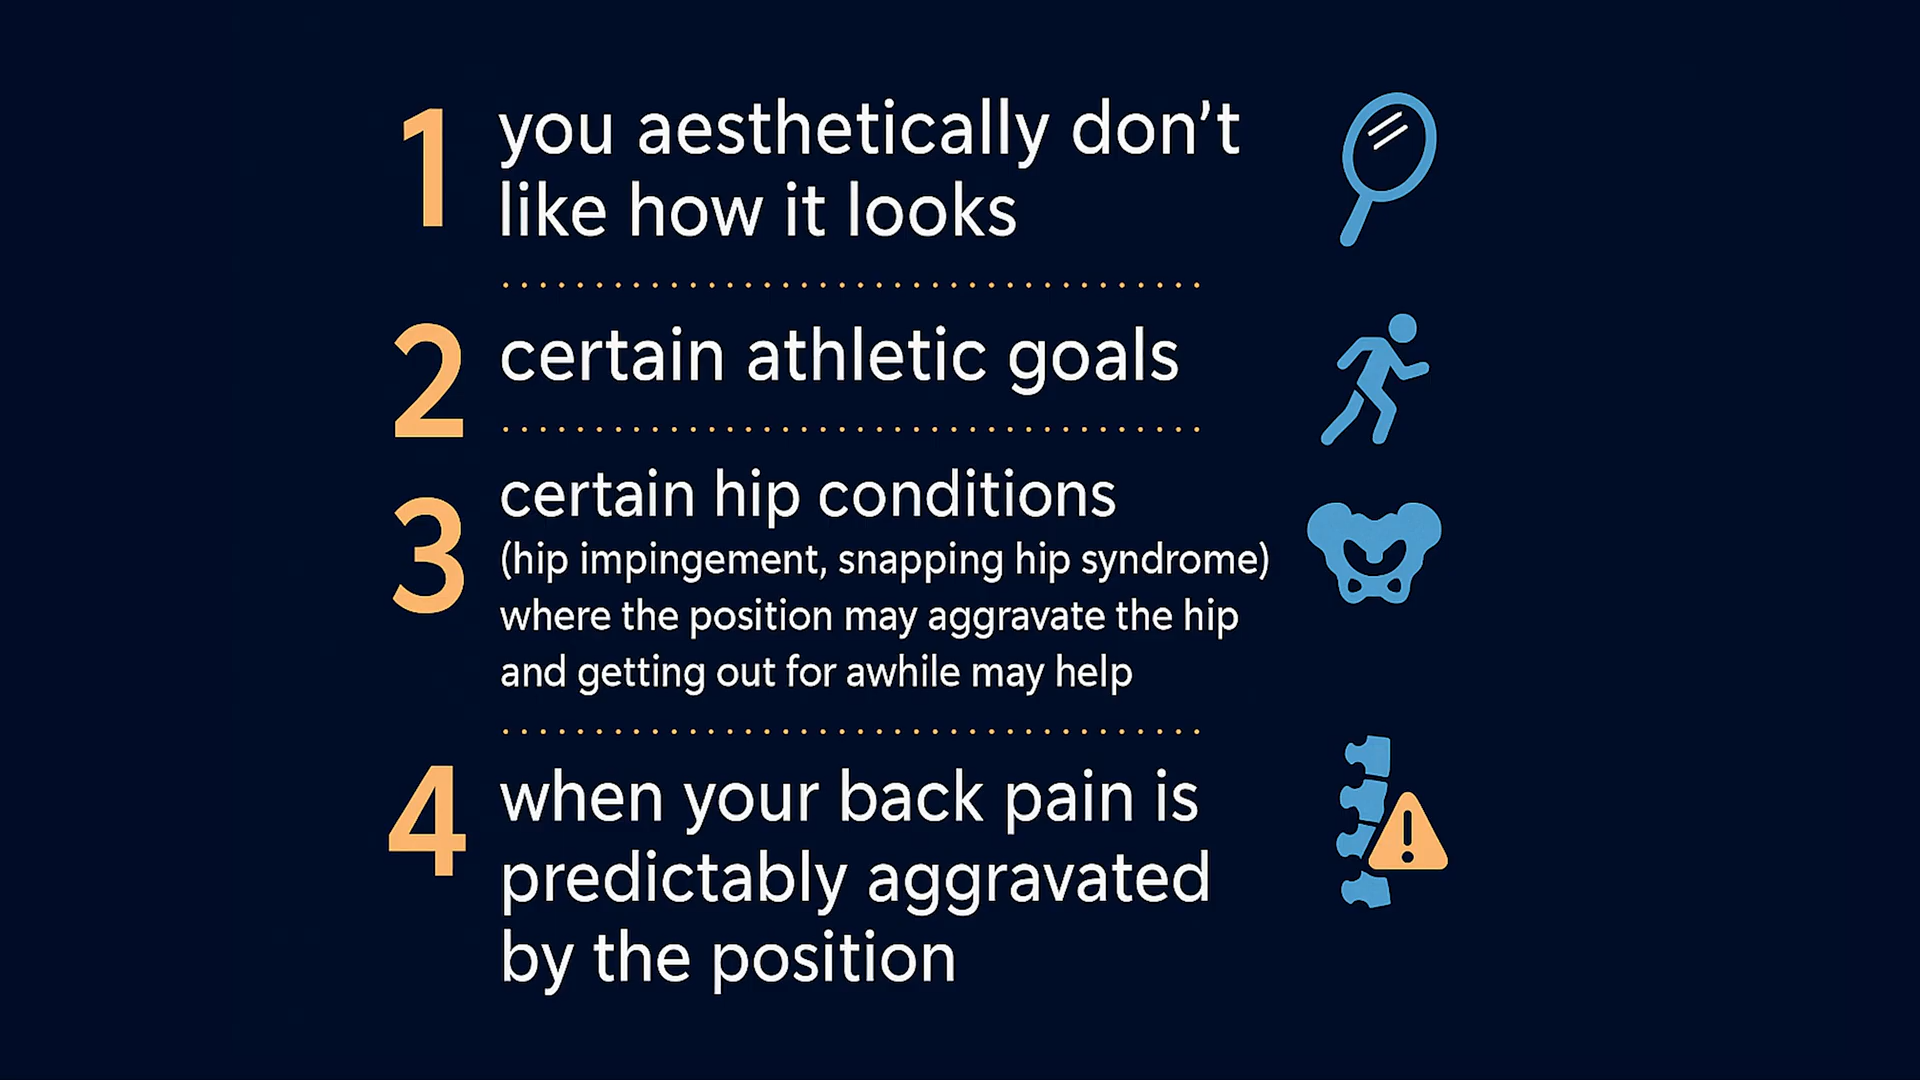 1 you aesthetically don't
like how it looks
2 certain athletic goals
3 certain hip conditions
(hip impingement, snapping hip syndrome)
where the position may aggravate the hip
and getting out for awhile may help
4 when your back pain is
predictably aggravated
by the position